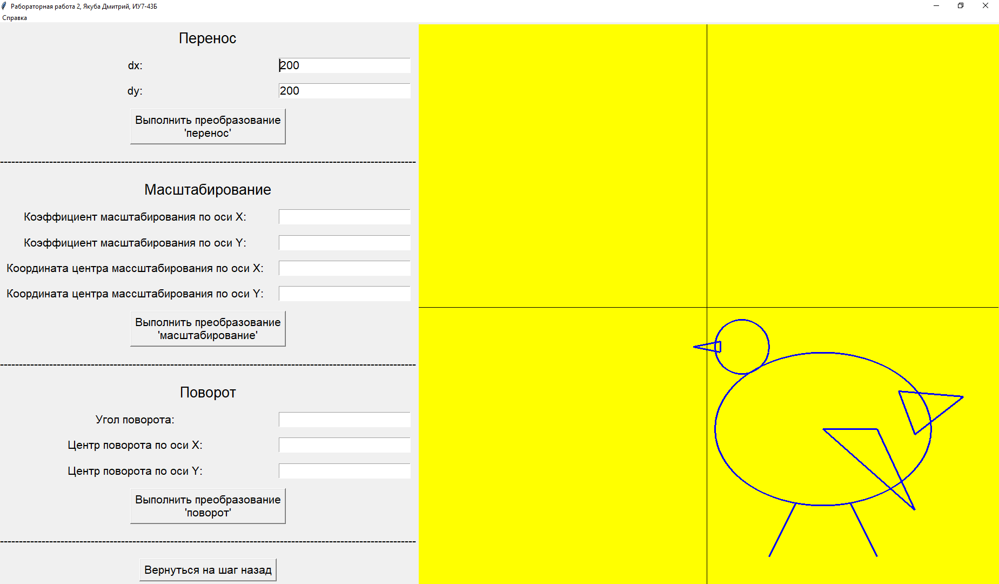 Рабораторная работа 2, Якуба Дмитрий, ИУ7-43Б
Справка
Перенос
dx: 200
dy: 200
Выполнить преобразование
'перенос'
Масштабирование
Коэффициент масштабирования по оси X:
Коэффициент масштабирования по оси Y:
Координата центра массштабирования по оси X:
Координата центра массштабирования по оси Y:
Выполнить преобразование
'масштабирование'
Поворот
Угол поворота:
Центр поворота по оси X:
Центр поворота по оси Y:
Выполнить преобразование
'поворот'
Вернуться на шаг назад